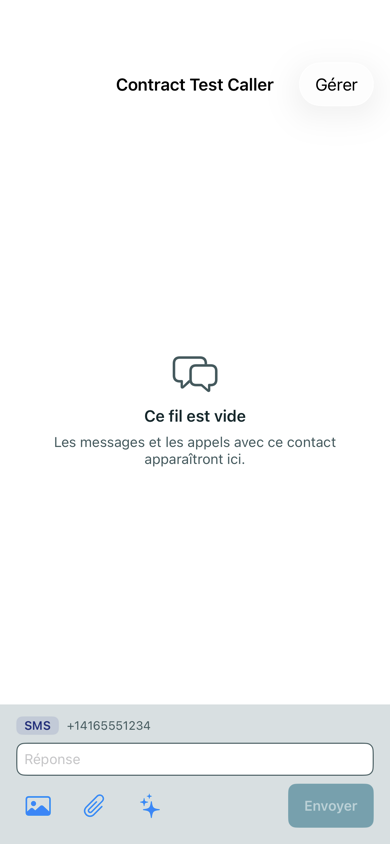 Contract Test Caller
Gérer
Ce fil est vide
Les messages et les appels avec ce contact
apparaîtront ici.
SMS +14165551234
Réponse
Envoyer